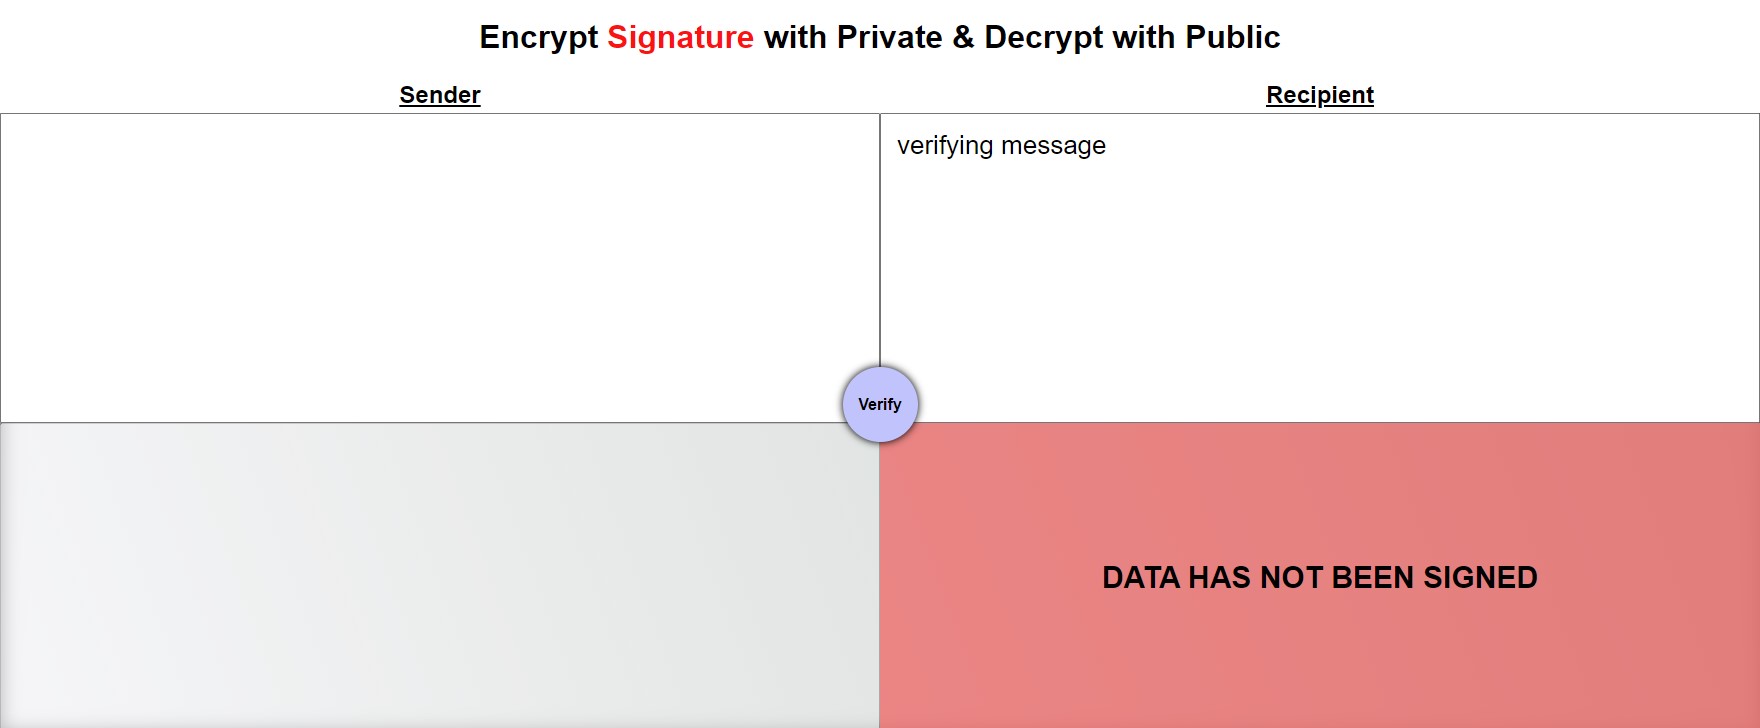 Encrypt Signature with Private & Decrypt with Public
Sender
Recipient
verifying message
Verify
DATA HAS NOT BEEN SIGNED